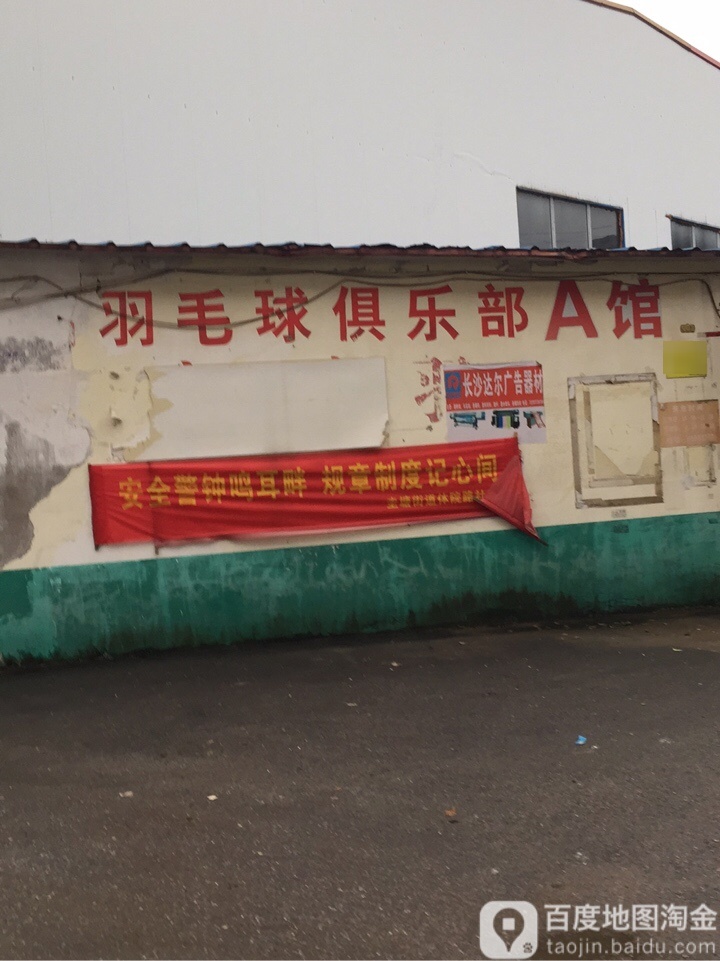 羽毛球俱乐部A馆
长沙达尔广告器材
安全警钟鸣耳畔 规章制度记心间
百度地图淘金
taojin.baidu.com